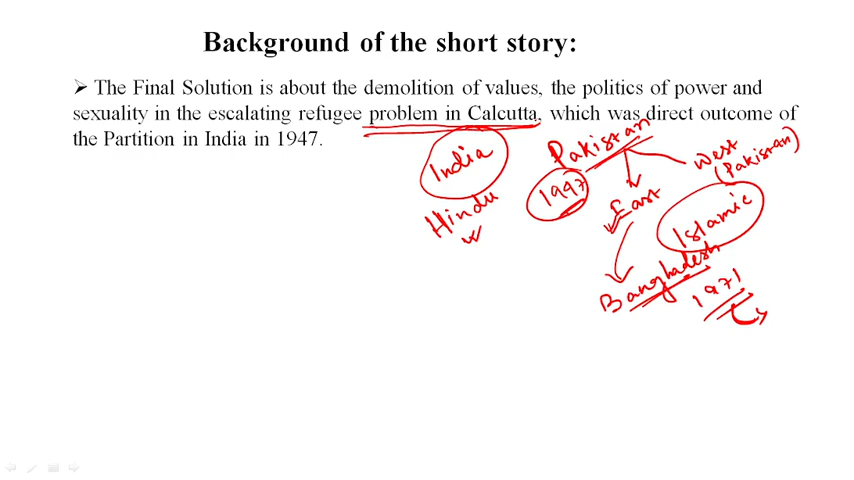 Background of the short story:
➤ The Final Solution is about the demolition of values, the politics of power and
sexuality in the escalating refugee problem in Calcutta, which was direct outcome of
the Partition in India in 1947.
India
Hindu
Pakistan
1947
East
West
(Pakistan)
Islamic
Bangladesh
1971